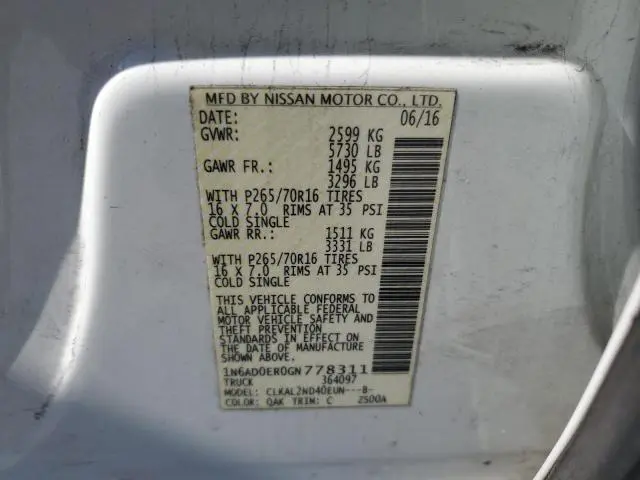 MFD BY NISSAN MOTOR CO., LTD.
DATE: 06/16
GVWR: 2599 KG
5730 LB
GAWR FR.: 1495 KG
3296 LB
WITH P265/70R16 TIRES
16 X 7.0 RIMS AT 35 PSI
COLD SINGLE
GAWR RR.: 1511 KG
3331 LB
WITH P265/70R16 TIRES
16 X 7.0 RIMS AT 35 PSI
COLD SINGLE
THIS VEHICLE CONFORMS TO
ALL APPLICABLE FEDERAL
MOTOR VEHICLE SAFETY AND
THEFT PREVENTION
STANDARDS IN EFFECT ON
THE DATE OF MANUFACTURE
SHOWN ABOVE.
1N6AD0ER0GN778311
TRUCK 364097
MODEL: CLKAL2ND40EUN---B-
COLOR: QAK TRIM: C ZS00A